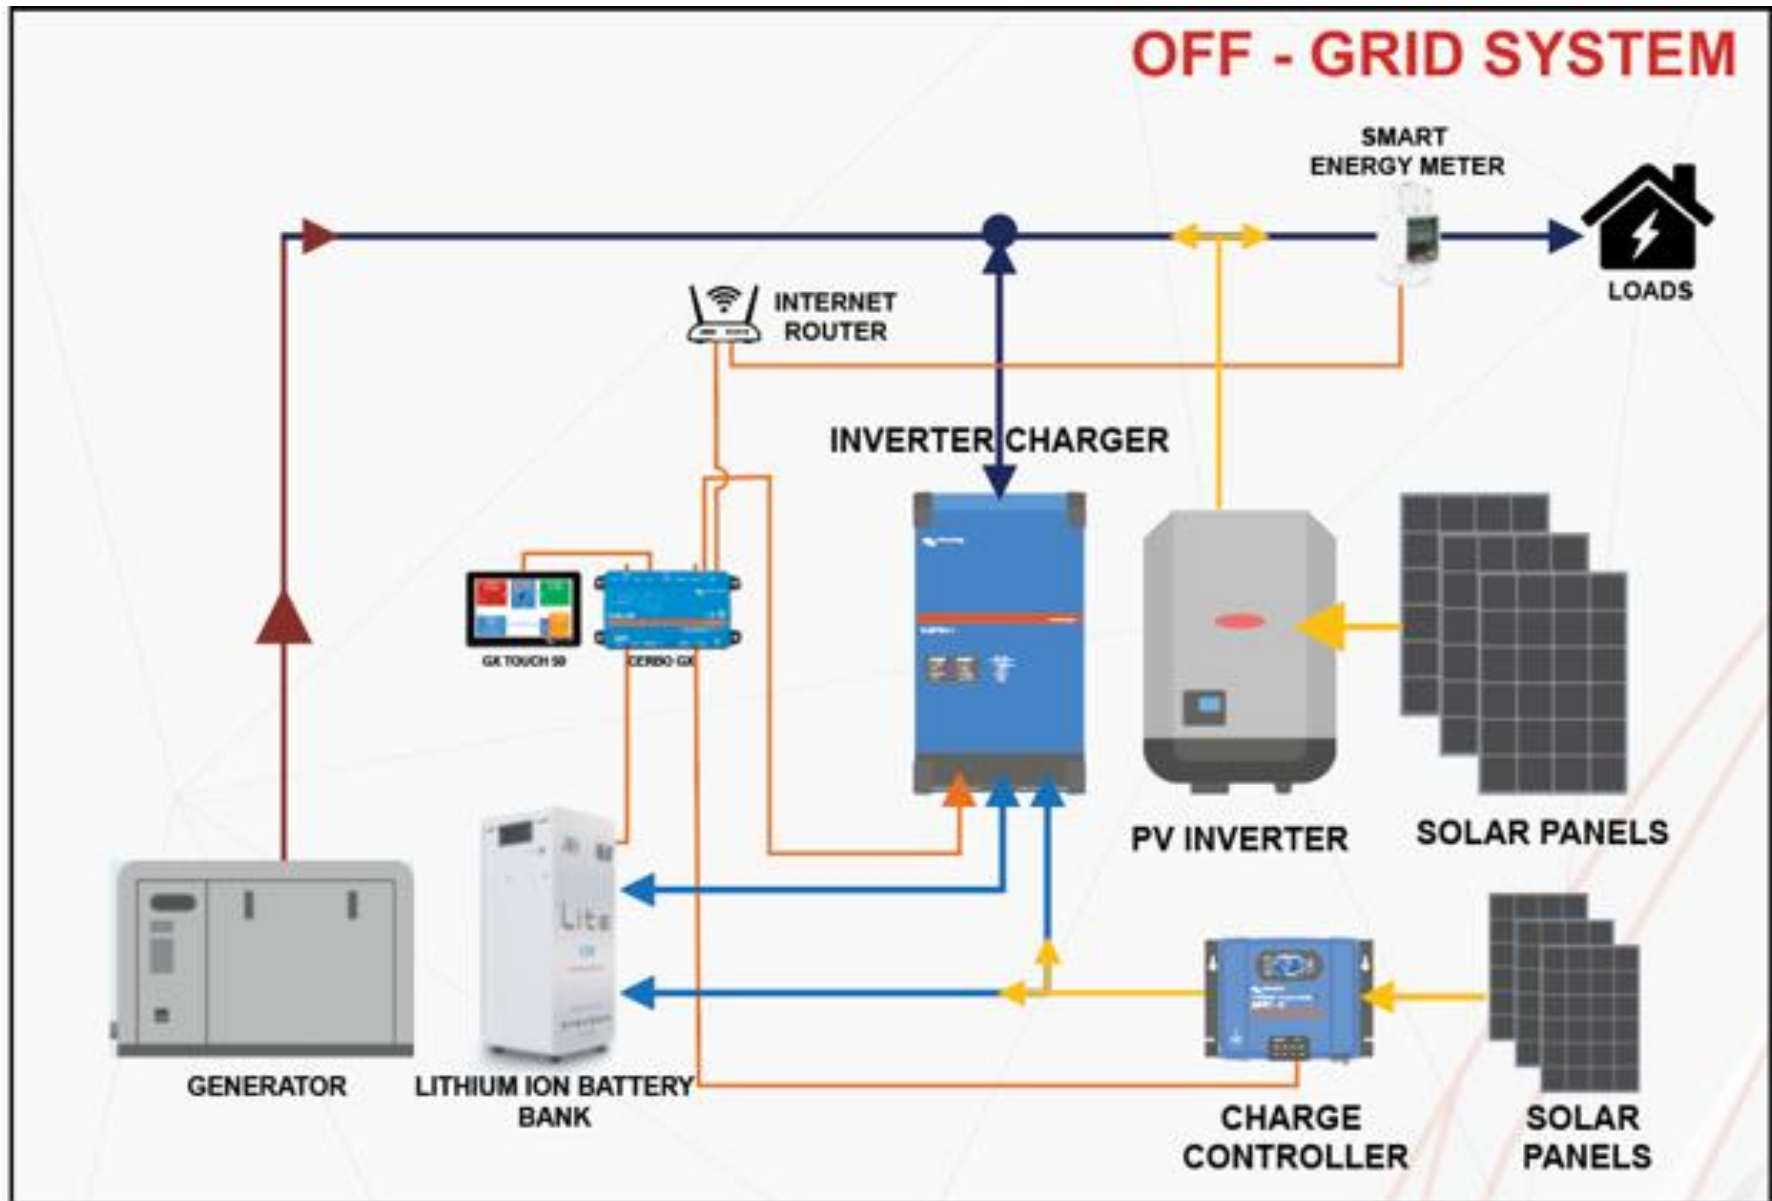 OFF - GRID SYSTEM
SMART
ENERGY METER
LOADS
INTERNET
ROUTER
INVERTER CHARGER
GX TOUCH 50
CERBO GX
PV INVERTER
SOLAR PANELS
Lite
GENERATOR
LITHIUM ION BATTERY
BANK
CHARGE
CONTROLLER
SOLAR
PANELS